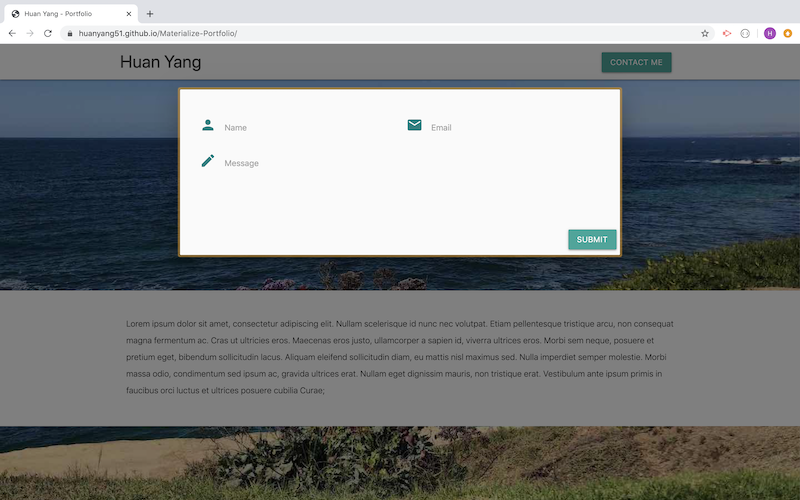 Huan Yang - Portfolio
huanyang51.github.io/Materialize-Portfolio/
H
Huan Yang
CONTACT ME
Name
Email
Message
SUBMIT
Lorem ipsum dolor sit amet, consectetur adipiscing elit. Nullam scelerisque id nunc nec volutpat. Etiam pellentesque tristique arcu, non consequat
magna fermentum ac. Cras ut ultricies eros. Maecenas eros justo, ullamcorper a sapien id, viverra ultrices eros. Morbi sem neque, posuere et
pretium eget, bibendum sollicitudin lacus. Aliquam eleifend sollicitudin diam, eu mattis nisl maximus sed. Nulla imperdiet semper molestie. Morbi
massa odio, condimentum sed ipsum ac, gravida ultrices erat. Nullam eget dignissim mauris, non tristique erat. Vestibulum ante ipsum primis in
faucibus orci luctus et ultrices posuere cubilia Curae;